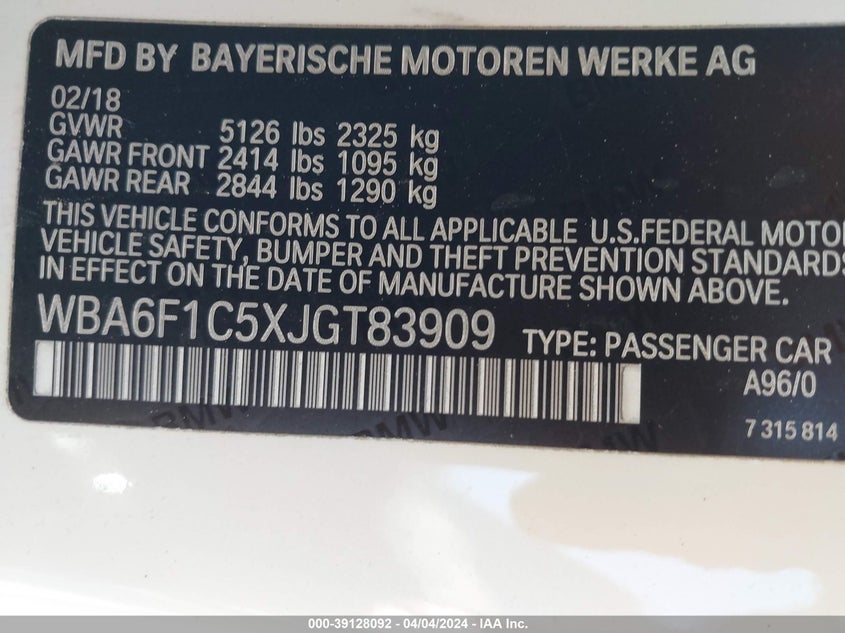 MFD BY BAYERISCHE MOTOREN WERKE AG
02/18
GVWR 5126 lbs 2325 kg
GAWR FRONT 2414 lbs 1095 kg
GAWR REAR 2844 lbs 1290 kg
THIS VEHICLE CONFORMS TO ALL APPLICABLE U.S.FEDERAL MOTO
VEHICLE SAFETY, BUMPER AND THEFT PREVENTION STANDARDS
IN EFFECT ON THE DATE OF MANUFACTURE SHOWN ABOVE.
WBA6F1C5XJGT83909 TYPE: PASSENGER CAR
A96/0
BMW BMW
7 315 814
000-39128092 - 04/04/2024 - IAA Inc.